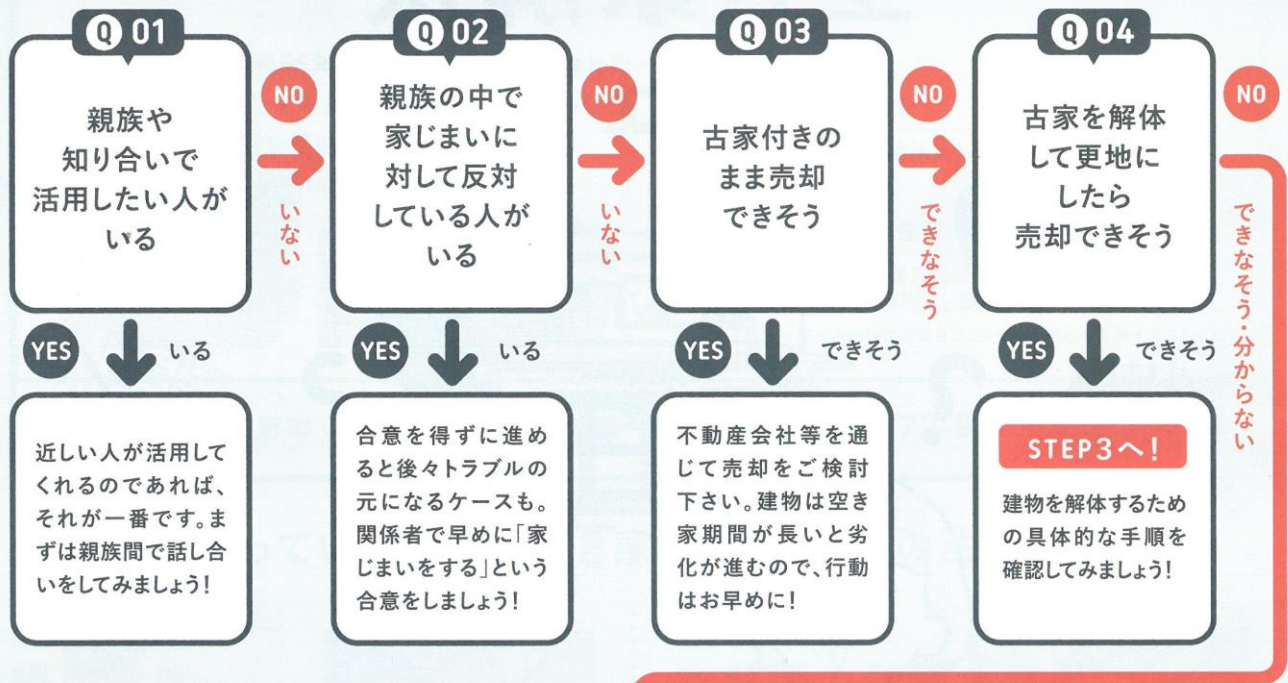 Q 01
親族や
知り合いで
活用したい人が
いる
NO
いない
YES
いる
近しい人が活用して
くれるのであれば、
それが一番です。ま
ずは親族間で話し合
いをしてみましょう!
Q 02
親族の中で
家じまいに
対して反対
している人が
いる
NO
いない
YES
いる
合意を得ずに進め
ると後々トラブルの
元になるケースも。
関係者で早めに「家
じまいをする」という
合意をしましょう!
Q 03
古家付きの
まま売却
できそう
NO
できなそう
YES
できそう
不動産会社等を通
じて売却をご検討
下さい。建物は空き
家期間が長いと劣
化が進むので、行動
はお早めに!
Q 04
古家を解体
して更地に
したら
売却できそう
NO
できなそう・分からない
YES
できそう
STEP3へ!
建物を解体するため
の具体的な手順を
確認してみましょう!